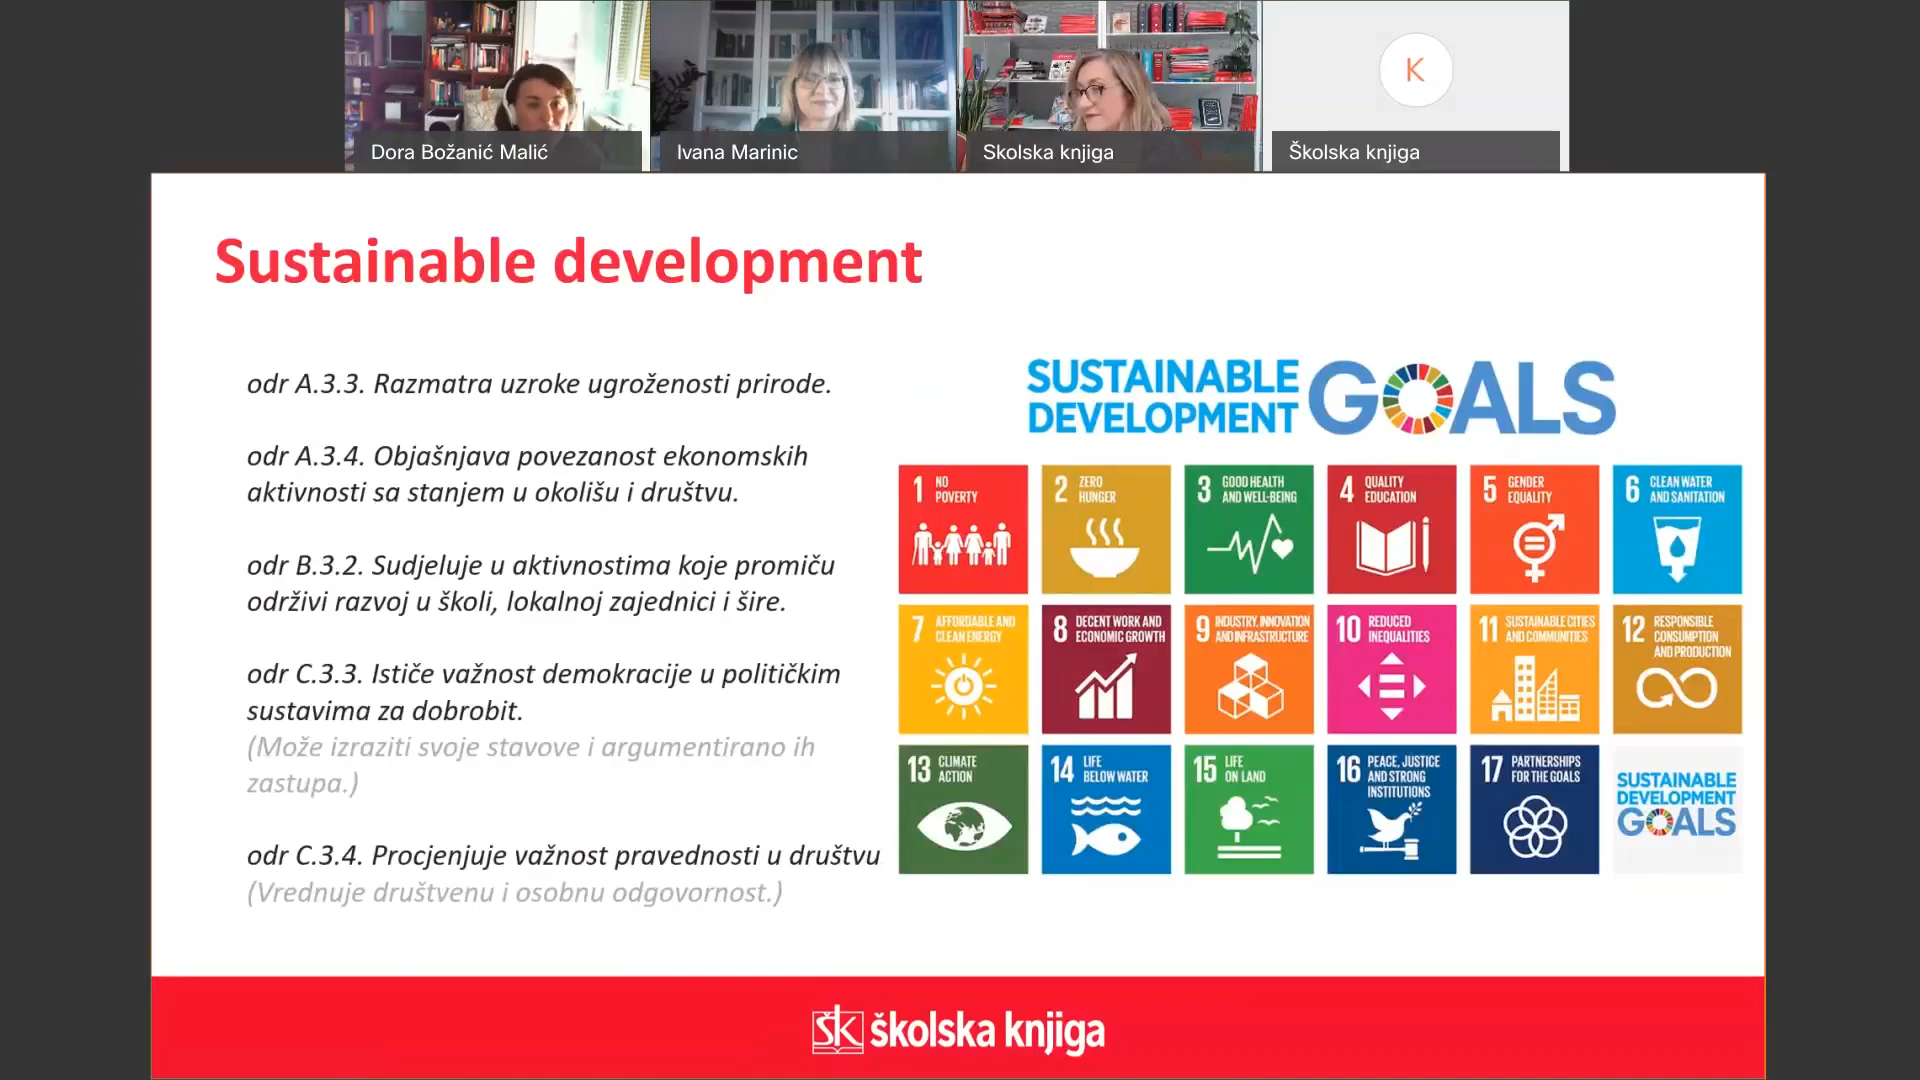 Dora Božanić Malić
Ivana Marinic
Skolska knjiga
K
Školska knjiga
Sustainable development
odr A.3.3. Razmatra uzroke ugroženosti prirode.
odr A.3.4. Objašnjava povezanost ekonomskih
aktivnosti sa stanjem u okolišu i društvu.
odr B.3.2. Sudjeluje u aktivnostima koje promiču
održivi razvoj u školi, lokalnoj zajednici i šire.
odr C.3.3. Ističe važnost demokracije u političkim
sustavima za dobrobit.
(Može izraziti svoje stavove i argumentirano ih
zastupa.)
odr C.3.4. Procjenjuje važnost pravednosti u društvu
(Vrednuje društvenu i osobnu odgovornost.)
SUSTAINABLE
DEVELOPMENT
GOALS
1 NO
POVERTY
2 ZERO
HUNGER
3 GOOD HEALTH
AND WELL-BEING
4 QUALITY
EDUCATION
5 GENDER
EQUALITY
6 CLEAN WATER
AND SANITATION
7 AFFORDABLE AND
CLEAN ENERGY
8 DECENT WORK AND
ECONOMIC GROWTH
9 INDUSTRY, INNOVATION
AND INFRASTRUCTURE
10 REDUCED
INEQUALITIES
11 SUSTAINABLE CITIES
AND COMMUNITIES
12 RESPONSIBLE
CONSUMPTION
AND PRODUCTION
13 CLIMATE
ACTION
14 LIFE
BELOW WATER
15 LIFE
ON LAND
16 PEACE, JUSTICE
AND STRONG
INSTITUTIONS
17 PARTNERSHIPS
FOR THE GOALS
SUSTAINABLE
DEVELOPMENT
GOALS
ŠK školska knjiga